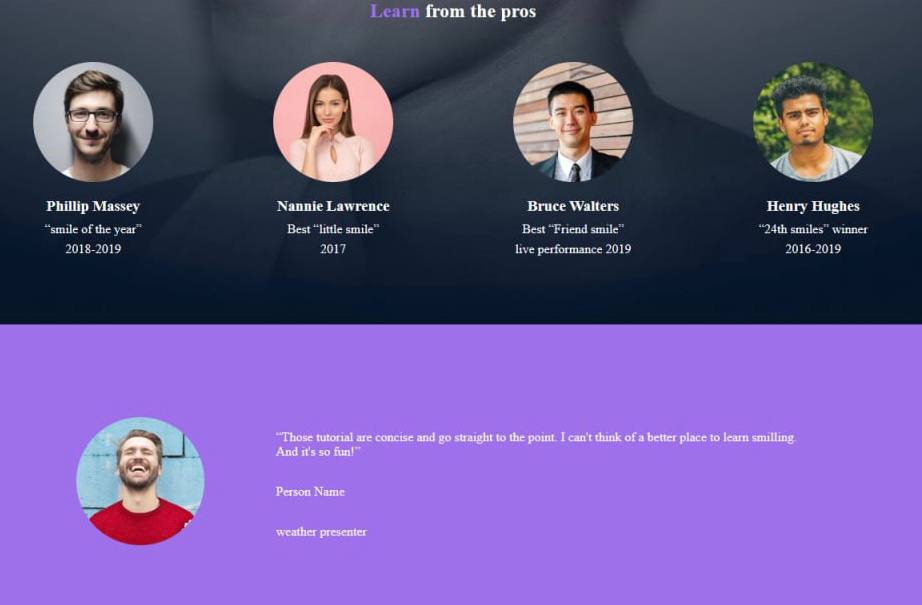 Learn from the pros
Phillip Massey
“smile of the year”
2018-2019
Nannie Lawrence
Best “little smile”
2017
Bruce Walters
Best “Friend smile”
live performance 2019
Henry Hughes
“24th smiles” winner
2016-2019
“Those tutorial are concise and go straight to the point. I can't think of a better place to learn smilling.
And it's so fun!”
Person Name
weather presenter